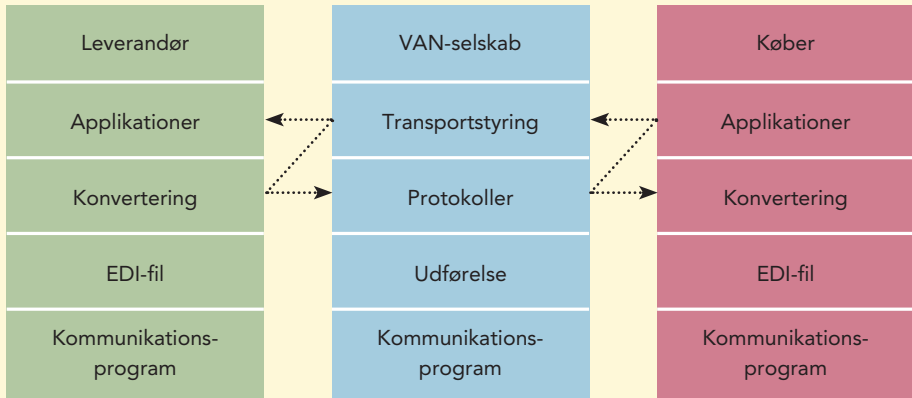 Leverandør
Applikationer
Konvertering
EDI-fil
Kommunikations-
program
VAN-selskab
Transportstyring
Protokoller
Udførelse
Kommunikations-
program
Køber
Applikationer
Konvertering
EDI-fil
Kommunikations-
program